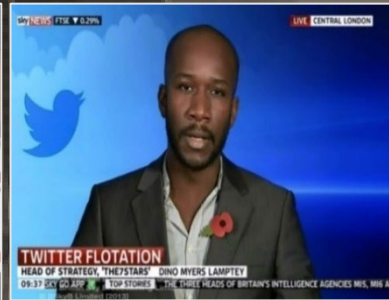 sky NEWS FTSE ▼ 0.29%
LIVE CENTRAL LONDON
TWITTER FLOTATION
HEAD OF STRATEGY, 'THE7STARS' DINO MYERS LAMPTEY
09:37 SKY GO APP TOP STORIES THE THREE HEADS OF BRITAIN'S INTELLIGENCE AGENCIES MI5, MI6